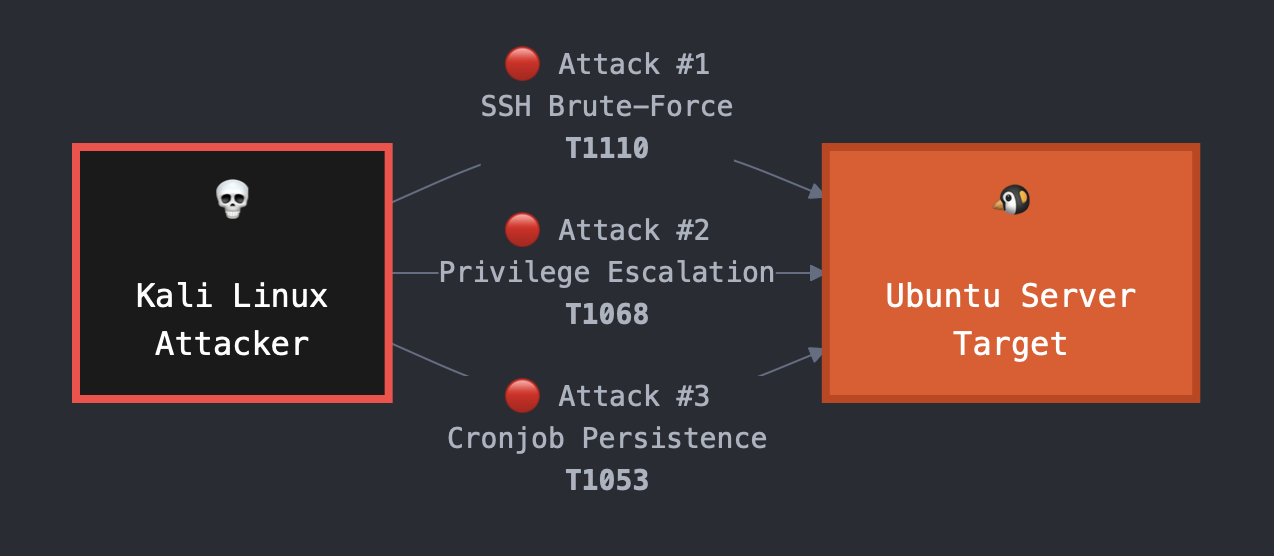 🔴 Attack #1
SSH Brute-Force
T1110
💀
Kali Linux
Attacker
🔴 Attack #2
Privilege Escalation
T1068
🐧
Ubuntu Server
Target
🔴 Attack #3
Cronjob Persistence
T1053